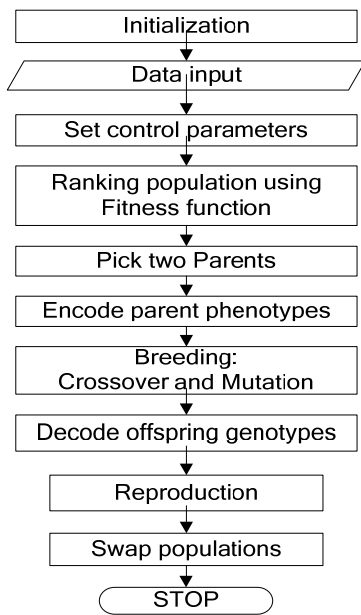 Initialization
Data input
Set control parameters
Ranking population using
Fitness function
Pick two Parents
Encode parent phenotypes
Breeding:
Crossover and Mutation
Decode offspring genotypes
Reproduction
Swap populations
STOP